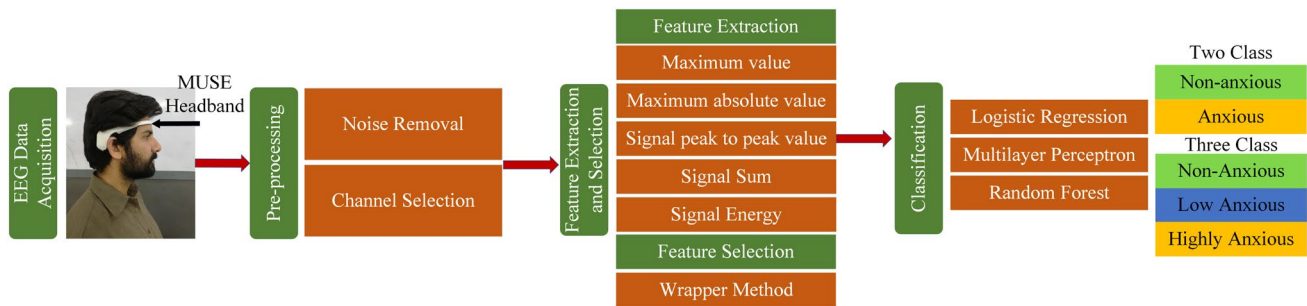 EEG Data
Acquisition
MUSE
Headband
Pre-processing
Noise Removal
Channel Selection
Feature Extraction
and Selection
Feature Extraction
Maximum value
Maximum absolute value
Signal peak to peak value
Signal Sum
Signal Energy
Feature Selection
Wrapper Method
Classification
Logistic Regression
Multilayer Perceptron
Random Forest
Two Class
Non-anxious
Anxious
Three Class
Non-Anxious
Low Anxious
Highly Anxious